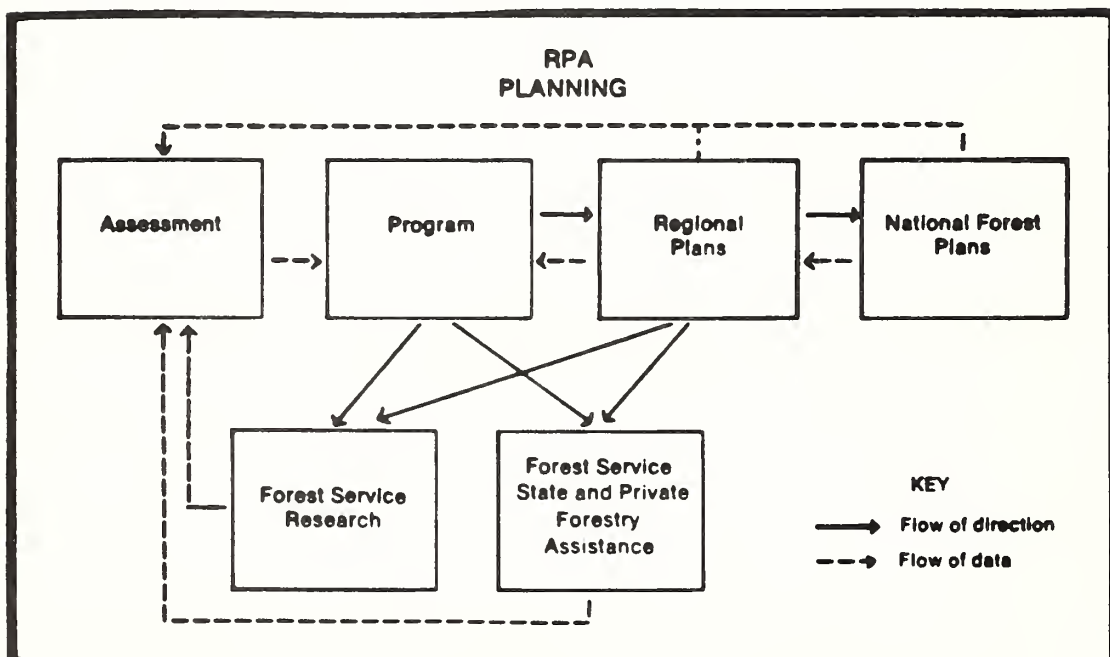 RPA
PLANNING
Assessment
Program
Regional
Plans
National Forest
Plans
Forest Service
Research
Forest Service
State and Private
Forestry
Assistance
KEY
Flow of direction
Flow of data